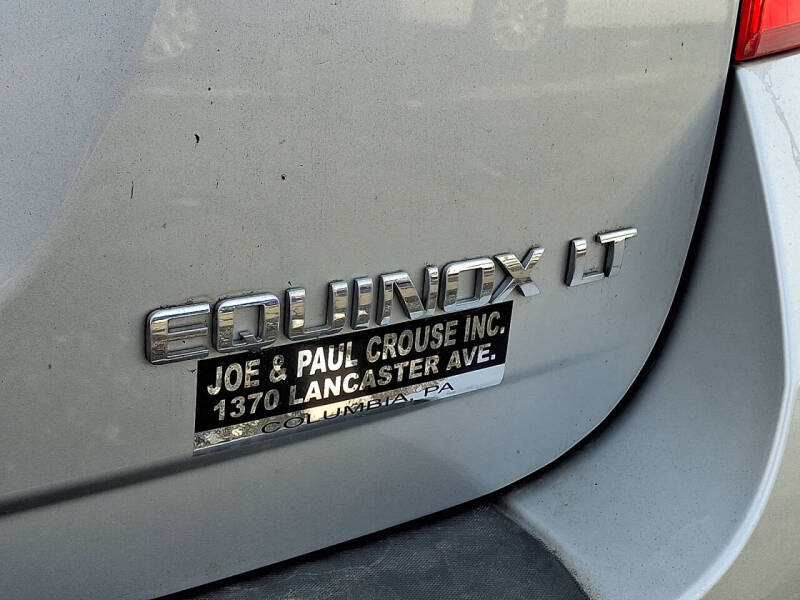 EQUINOX LT
JOE & PAUL CROUSE INC.
1370 LANCASTER AVE.
COLUMBIA, PA